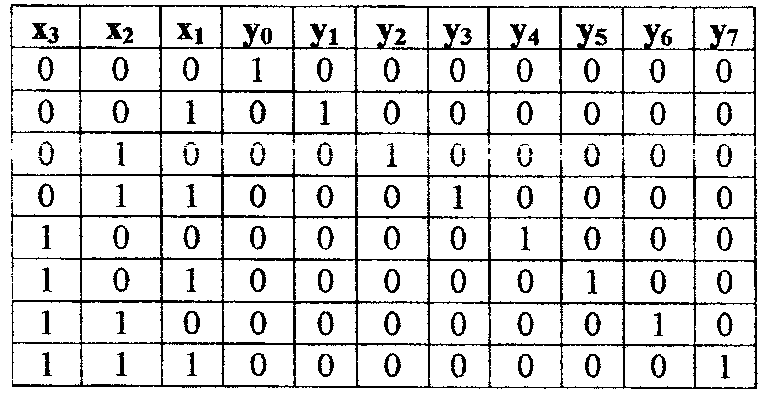 x₃ x₂ x₁ y₀ y₁ y₂ y₃ y₄ y₅ y₆ y₇
0 0 0 1 0 0 0 0 0 0 0
0 0 1 0 1 0 0 0 0 0 0
0 1 0 0 0 1 0 0 0 0 0
0 1 1 0 0 0 1 0 0 0 0
1 0 0 0 0 0 0 1 0 0 0
1 0 1 0 0 0 0 0 1 0 0
1 1 0 0 0 0 0 0 0 1 0
1 1 1 0 0 0 0 0 0 0 1